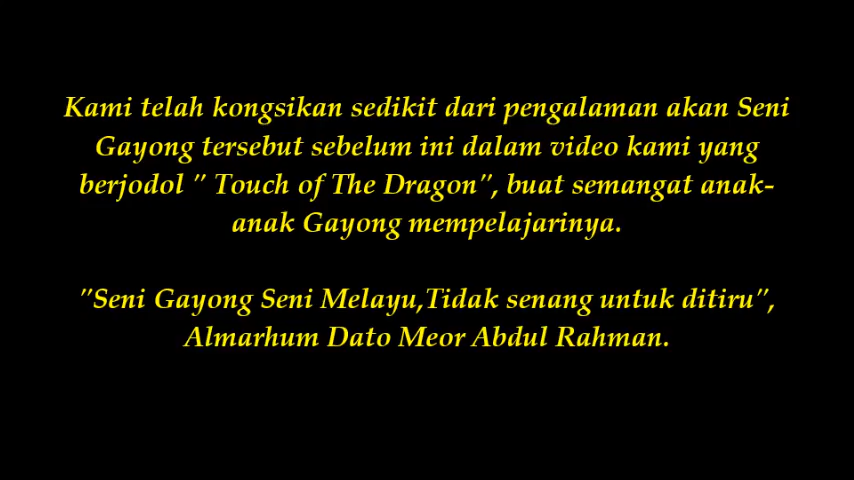 Kami telah kongsikan sedikit dari pengalaman akan Seni
Gayong tersebut sebelum ini dalam video kami yang
berjodol " Touch of The Dragon", buat semangat anak-
anak Gayong mempelajarinya.
"Seni Gayong Seni Melayu,Tidak senang untuk ditiru",
Almarhum Dato Meor Abdul Rahman.